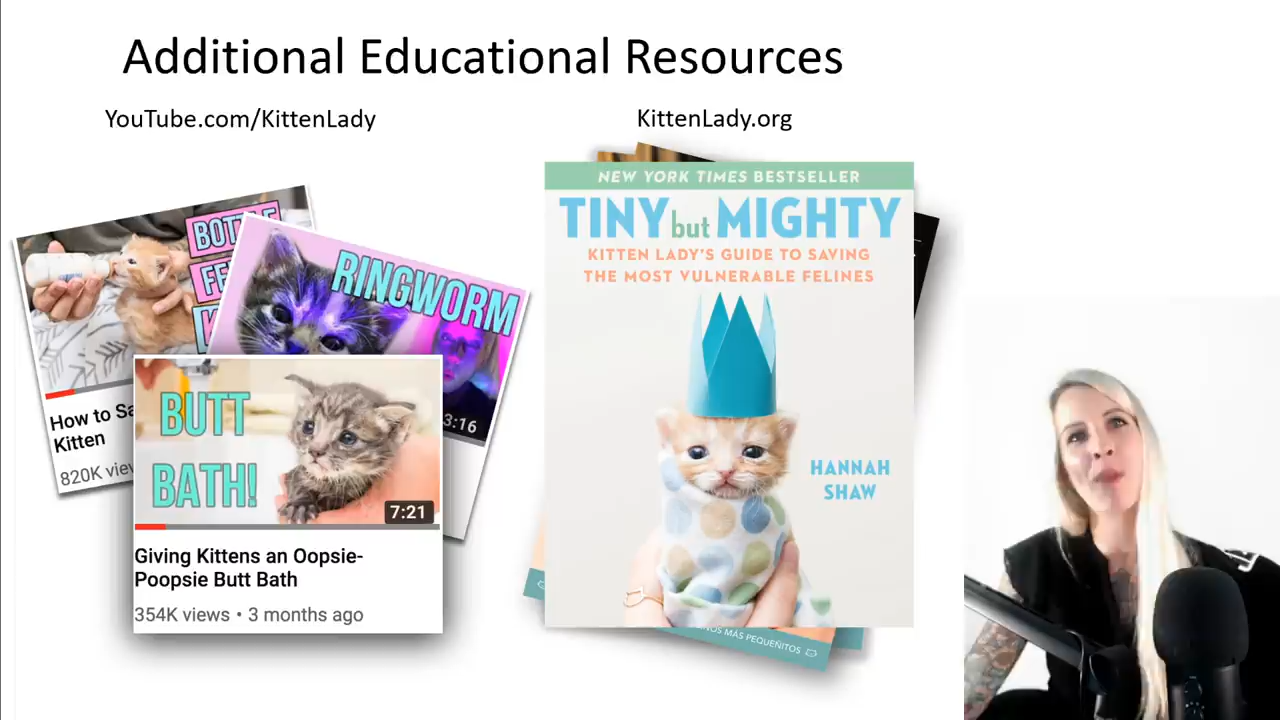 Additional Educational Resources
YouTube.com/KittenLady
KittenLady.org
BOTTLE
RINGWORM
3:16
How to Sa
Kitten
820K view
BUTT
BATH!
7:21
Giving Kittens an Oopsie-
Poopsie Butt Bath
354K views • 3 months ago
NEW YORK TIMES BESTSELLER
TINY but MIGHTY
KITTEN LADY'S GUIDE TO SAVING
THE MOST VULNERABLE FELINES
HANNAH
SHAW
MÁS PEQUEÑITOS